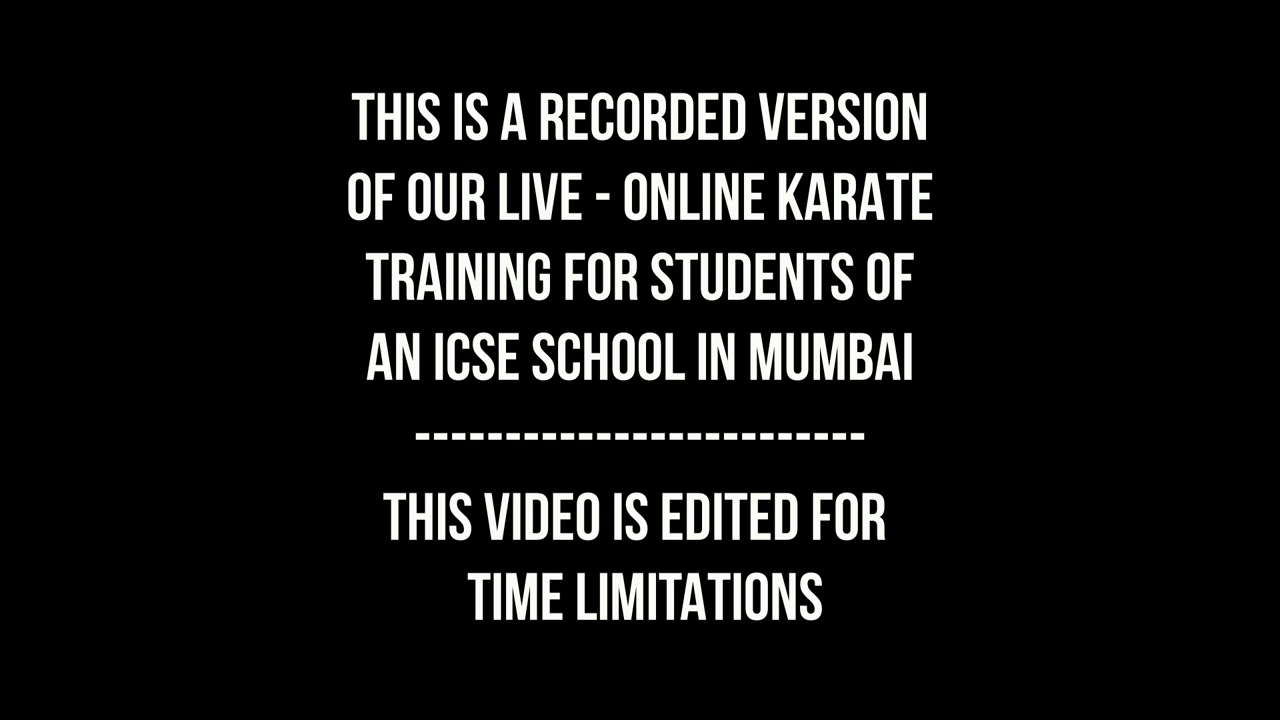 THIS IS A RECORDED VERSION
OF OUR LIVE - ONLINE KARATE
TRAINING FOR STUDENTS OF
AN ICSE SCHOOL IN MUMBAI
-------------------------
THIS VIDEO IS EDITED FOR
TIME LIMITATIONS